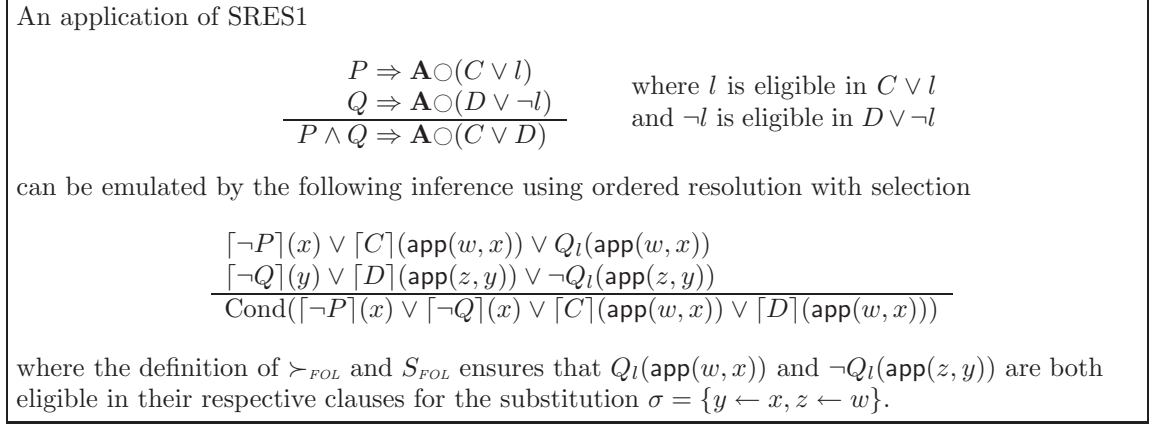 An application of SRES1
P ⇒ A○(C ∨ l)
Q ⇒ A○(D ∨ ¬l)
P ∧ Q ⇒ A○(C ∨ D)
where l is eligible in C ∨ l
and ¬l is eligible in D ∨ ¬l
can be emulated by the following inference using ordered resolution with selection
⌈¬P⌉(x) ∨ ⌈C⌉(app(w, x)) ∨ Q_l(app(w, x))
⌈¬Q⌉(y) ∨ ⌈D⌉(app(z, y)) ∨ ¬Q_l(app(z, y))
Cond(⌈¬P⌉(x) ∨ ⌈¬Q⌉(x) ∨ ⌈C⌉(app(w, x)) ∨ ⌈D⌉(app(w, x)))
where the definition of ≻_FOL and S_FOL ensures that Q_l(app(w, x)) and ¬Q_l(app(z, y)) are both
eligible in their respective clauses for the substitution σ = {y ← x, z ← w}.